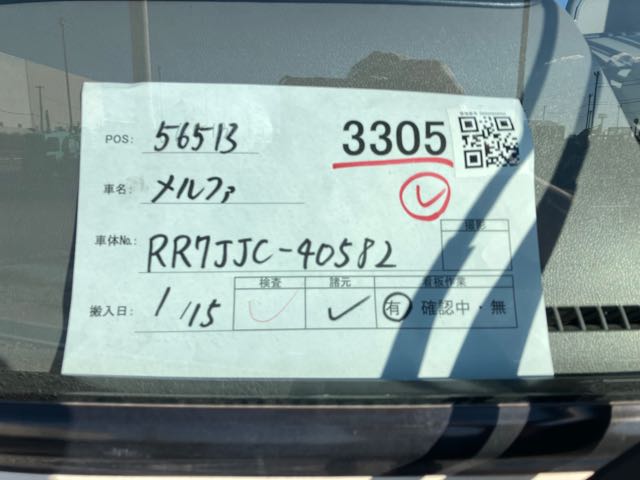 POS: 56513
3305
車名: メルファ
車体No.: RR7JJC-40582
撮影
搬入日: 1/15
検査 諸元 看板作業
有 確認中・無